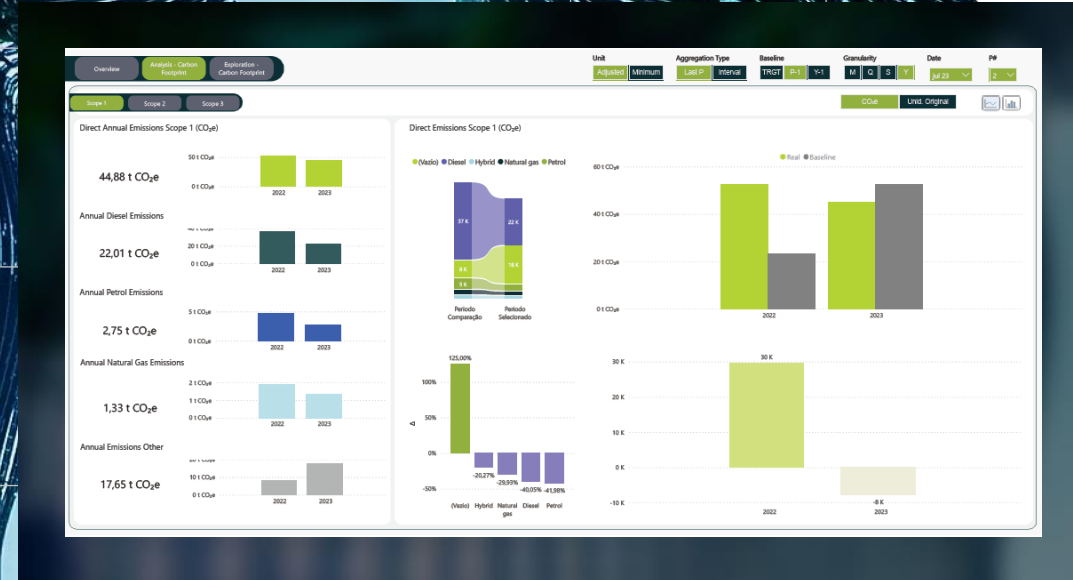 Overview
Analysis - Carbon
Footprint
Exploration -
Carbon Footprint
Unit
Adjusted Minimum
Aggregation Type
Last P Interval
Baseline
TRGT P-1 Y-1
Granularity
M Q S Y
Date
jul 23
P#
2
Scope 1
Scope 2
Scope 3
CO₂e Unid. Original
Direct Annual Emissions Scope 1 (CO₂e)
44,88 t CO₂e
50 t CO₂e
0 t CO₂e
2022 2023
Annual Diesel Emissions
22,01 t CO₂e
20 t CO₂e
0 t CO₂e
2022 2023
Annual Petrol Emissions
2,75 t CO₂e
5 t CO₂e
0 t CO₂e
2022 2023
Annual Natural Gas Emissions
1,33 t CO₂e
2 t CO₂e
1 t CO₂e
0 t CO₂e
2022 2023
Annual Emissions Other
17,65 t CO₂e
10 t CO₂e
0 t CO₂e
2022 2023
Direct Emissions Scope 1 (CO₂e)
(Vazio) Diesel Hybrid Natural gas Petrol
37 K
22 K
8 K
18 K
5 K
Período
Comparação
Período
Selecionado
Real Baseline
60 t CO₂e
40 t CO₂e
20 t CO₂e
0 t CO₂e
2022 2023
125,00%
100%
50%
0%
-50%
Δ
-20,27%
-29,93%
-40,05%
-41,98%
(Vazio) Hybrid Natural Diesel Petrol
gas
30 K
20 K
10 K
0 K
-10 K
30 K
-8 K
2022 2023